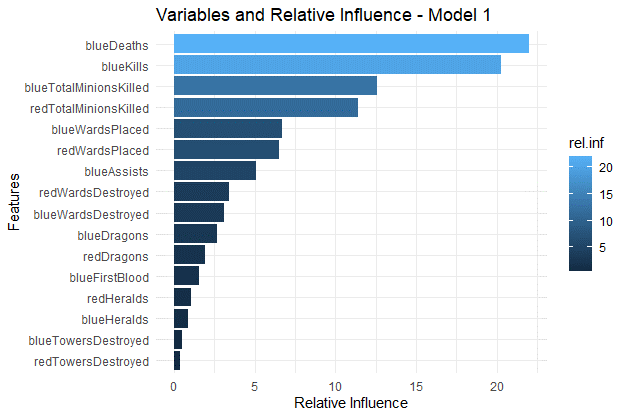 Variables and Relative Influence - Model 1
Features
blueDeaths
blueKills
blueTotalMinionsKilled
redTotalMinionsKilled
blueWardsPlaced
redWardsPlaced
blueAssists
redWardsDestroyed
blueWardsDestroyed
blueDragons
redDragons
blueFirstBlood
redHeralds
blueHeralds
blueTowersDestroyed
redTowersDestroyed
0 5 10 15 20
Relative Influence
rel.inf
20
15
10
5